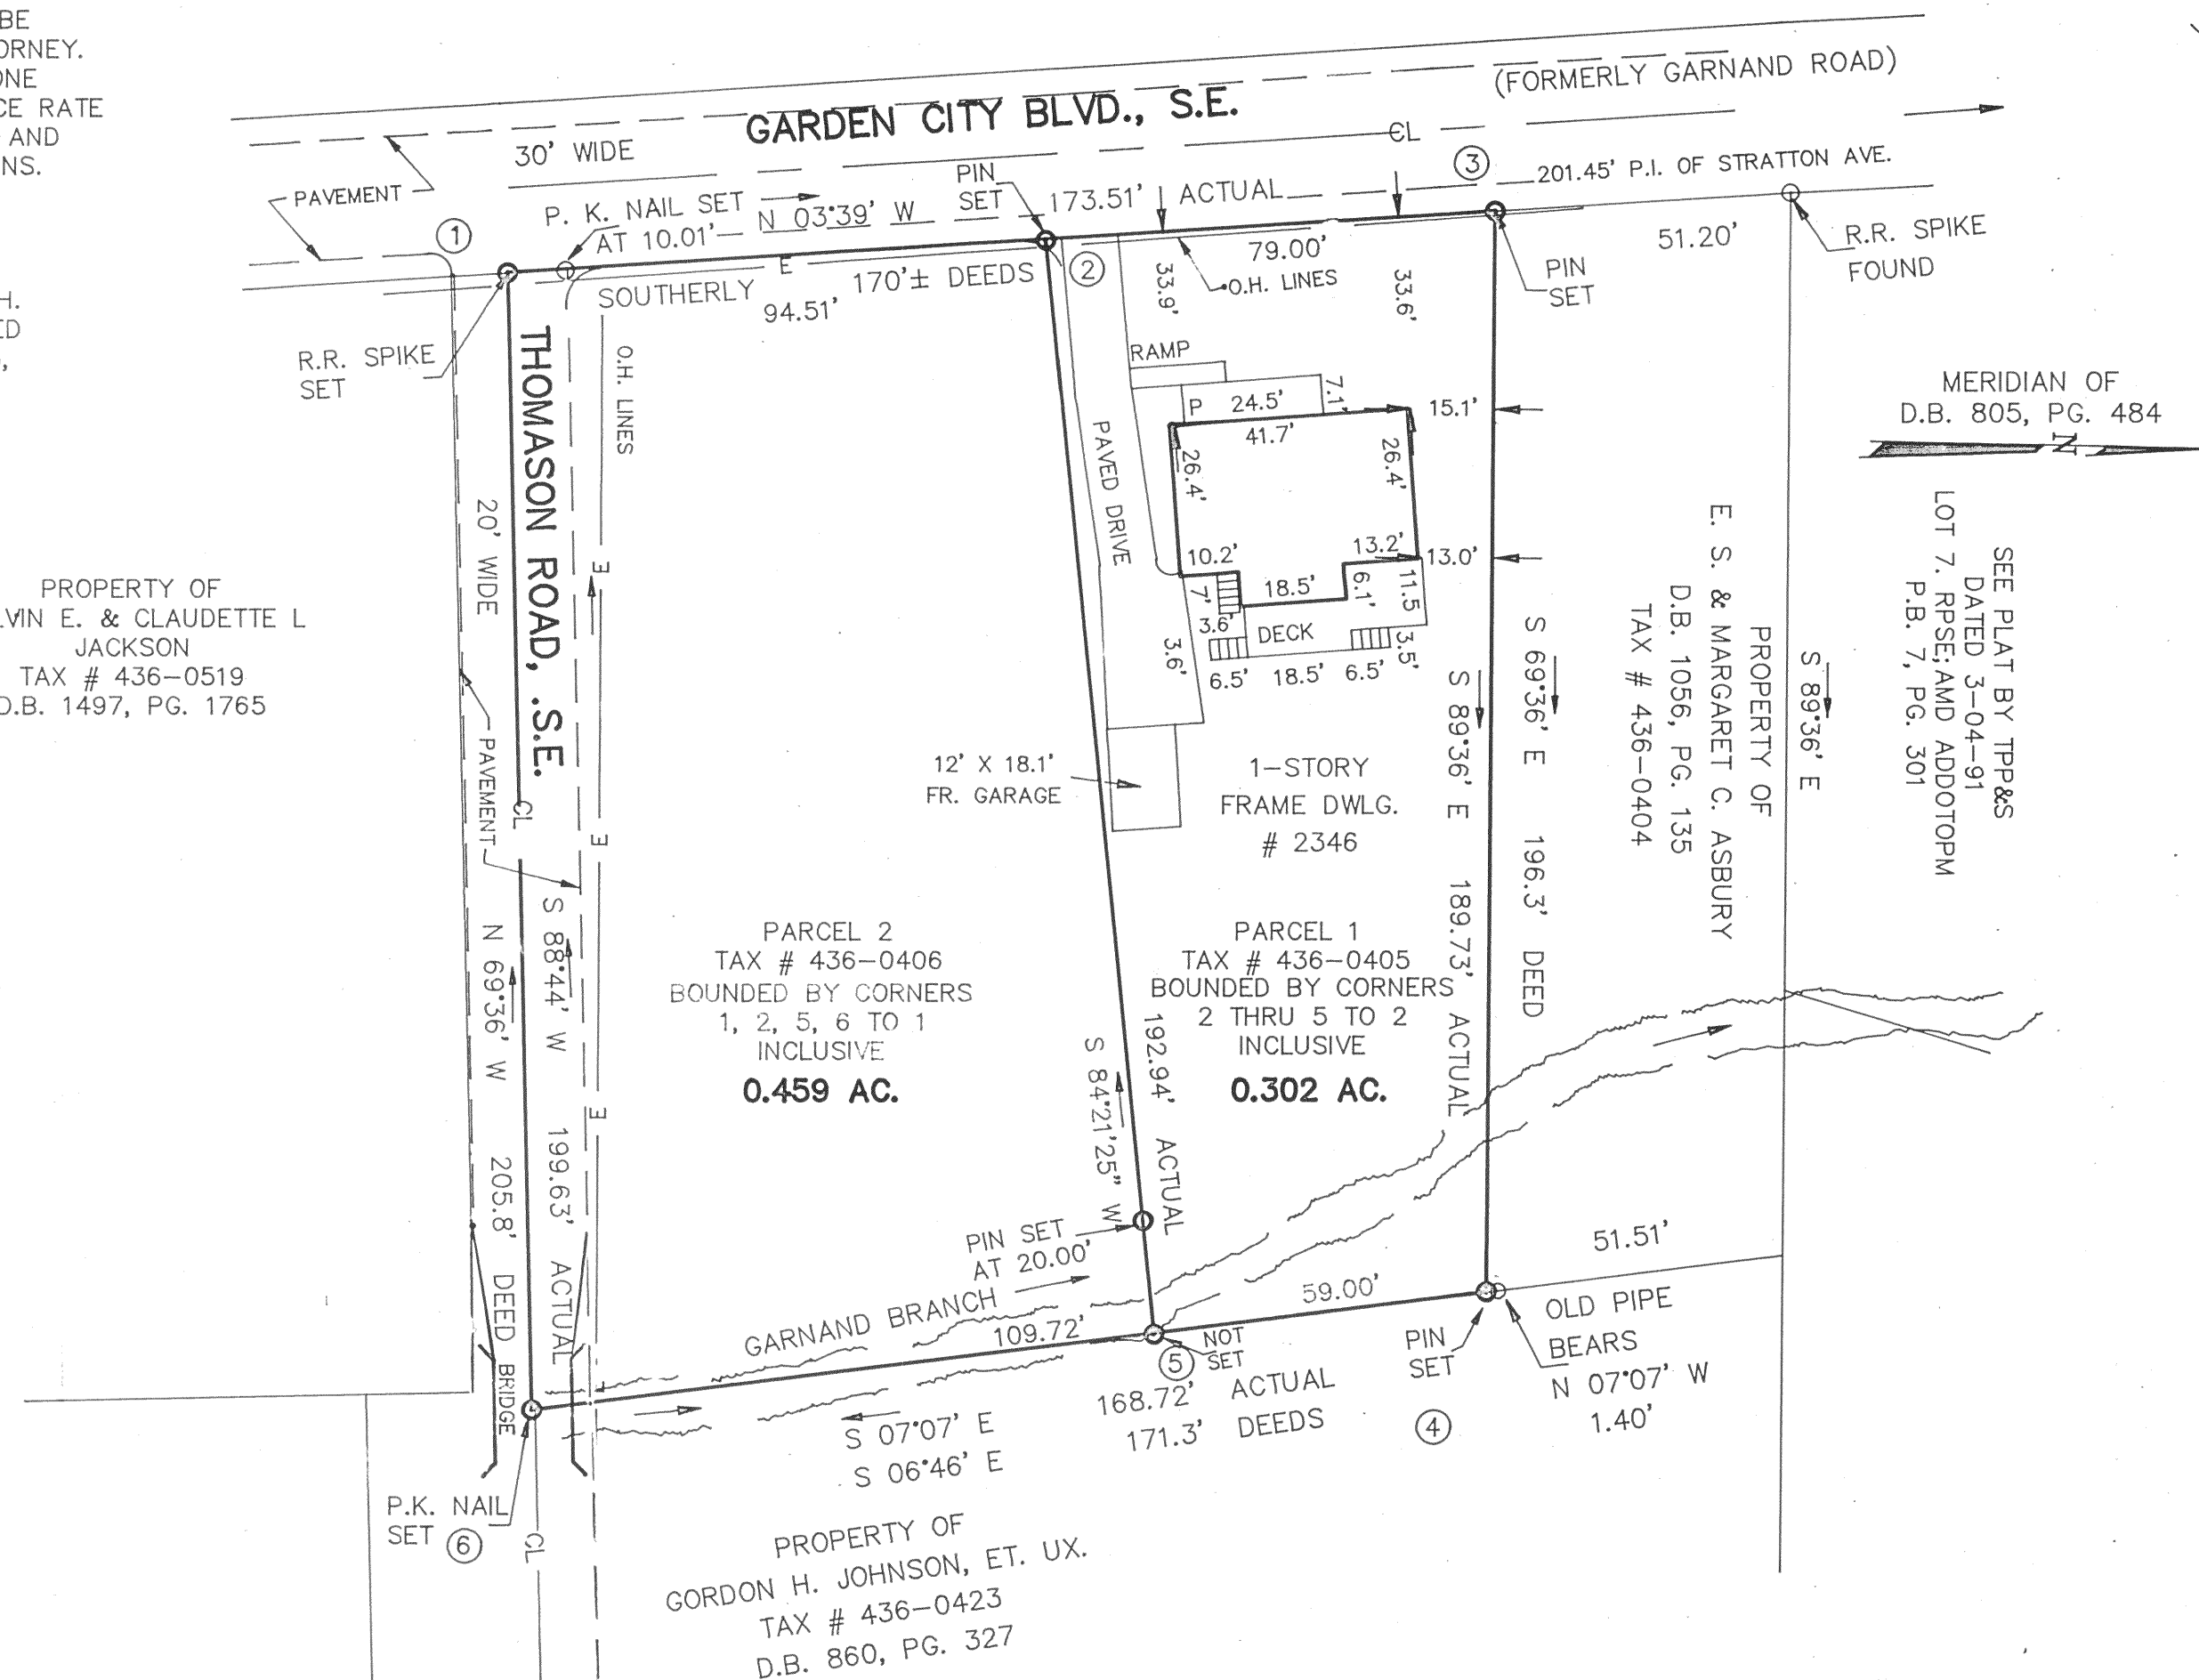 BE
ORNEY.
ONE
CE RATE
AND
NS.
H.
ED
GARDEN CITY BLVD., S.E.
(FORMERLY GARNAND ROAD)
30' WIDE
CL
PAVEMENT
P. K. NAIL SET
AT 10.01'
N 03°39' W
PIN
SET
173.51' ACTUAL
201.45' P.I. OF STRATTON AVE.
1
2
3
SOUTHERLY
E
170'± DEEDS
94.51'
79.00'
O.H. LINES
51.20'
R.R. SPIKE
FOUND
PIN
SET
R.R. SPIKE
SET
33.9'
33.6'
MERIDIAN OF
D.B. 805, PG. 484
N
THOMASON ROAD, .S.E.
O.H. LINES
20' WIDE
RAMP
P
24.5'
7.1'
41.7'
15.1'
26.4'
26.4'
PAVED DRIVE
10.2'
13.2'
13.0'
7'
18.5'
6.1'
11.5
3.6'
DECK
3.5'
3.6'
6.5'
18.5'
6.5'
E
E
E
PROPERTY OF
LVIN E. & CLAUDETTE L
JACKSON
TAX # 436-0519
D.B. 1497, PG. 1765
12' X 18.1'
FR. GARAGE
1-STORY
FRAME DWLG.
# 2346
S 89°36' E 189.73' ACTUAL
S 69°36' E 196.3' DEED
PROPERTY OF
E. S. & MARGARET C. ASBURY
D.B. 1056, PG. 135
TAX # 436-0404
S 89°36' E
SEE PLAT BY TPP&S
DATED 3-04-91
LOT 7. RPSE;AMD ADDOTOPM
P.B. 7, PG. 301
PAVEMENT
CL
N 69°36' W 205.8' DEED
S 88°44' W 199.63' ACTUAL
PARCEL 2
TAX # 436-0406
BOUNDED BY CORNERS
1, 2, 5, 6 TO 1
INCLUSIVE
0.459 AC.
PARCEL 1
TAX # 436-0405
BOUNDED BY CORNERS
2 THRU 5 TO 2
INCLUSIVE
0.302 AC.
S 84°21'25" W
192.94' ACTUAL
PIN SET
AT 20.00'
GARNAND BRANCH
109.72'
59.00'
51.51'
BRIDGE
NOT
SET
5
PIN
SET
4
OLD PIPE
BEARS
N 07°07' W
1.40'
168.72' ACTUAL
171.3' DEEDS
S 07°07' E
S 06°46' E
P.K. NAIL
SET
6
CL
PROPERTY OF
GORDON H. JOHNSON, ET. UX.
TAX # 436-0423
D.B. 860, PG. 327